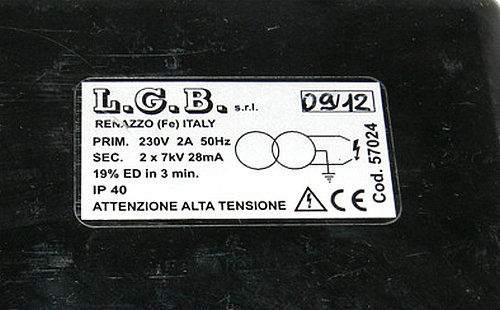 L.G.B. s.r.l.
09/12
RENAZZO (Fe) ITALY
PRIM. 230V 2A 50Hz
SEC. 2 x 7kV 28mA
19% ED in 3 min.
IP 40
ATTENZIONE ALTA TENSIONE
CE
Cod. 57024